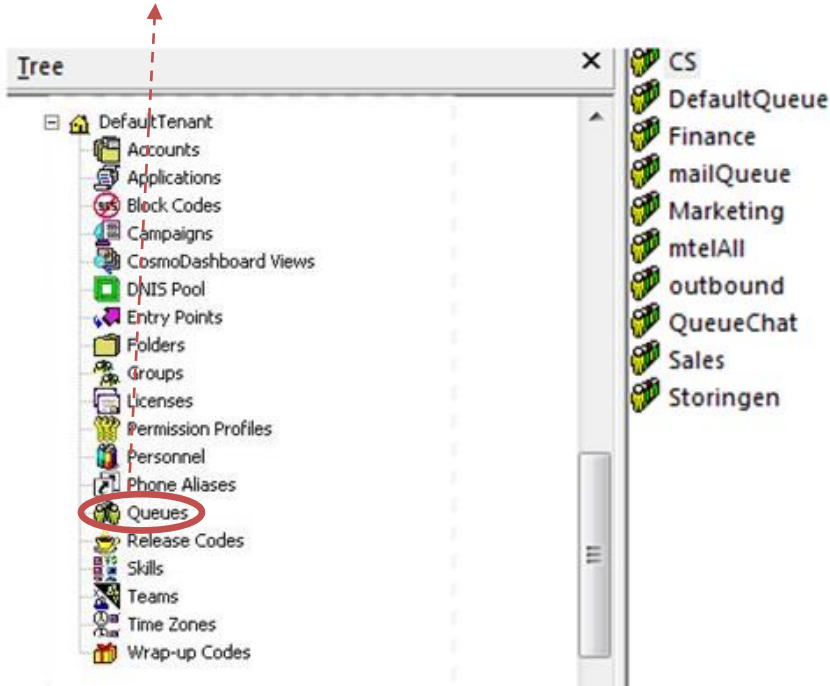 Tree
DefaultTenant
Accounts
Applications
Block Codes
Campaigns
CosmoDashboard Views
DNIS Pool
Entry Points
Folders
Groups
Licenses
Permission Profiles
Personnel
Phone Aliases
Queues
Release Codes
Skills
Teams
Time Zones
Wrap-up Codes
CS
DefaultQueue
Finance
mailQueue
Marketing
mtelAll
outbound
QueueChat
Sales
Storingen